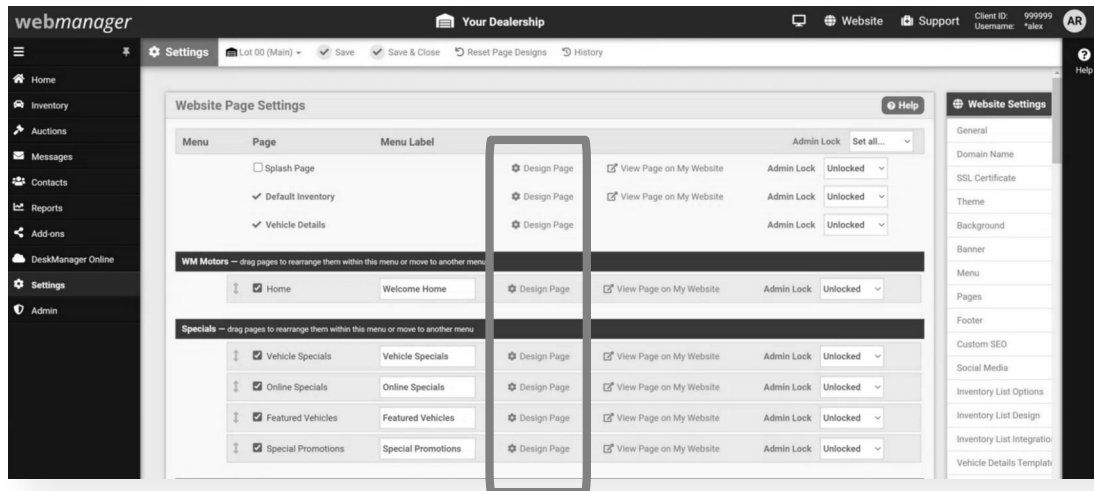 webmanager
Your Dealership
Website
Support
Client ID: 999999
Username: *alex
AR
Settings
Lot 00 (Main)
Save
Save & Close
Reset Page Designs
History
Help
Home
Inventory
Auctions
Messages
Contacts
Reports
Add-ons
DeskManager Online
Settings
Admin
Website Page Settings
Help
Menu Page Menu Label Admin Lock Set all...
Splash Page Design Page View Page on My Website Admin Lock Unlocked
Default Inventory Design Page View Page on My Website Admin Lock Unlocked
Vehicle Details Design Page Admin Lock Unlocked
WM Motors — drag pages to rearrange them within this menu or move to another menu
Home Welcome Home Design Page View Page on My Website Admin Lock Unlocked
Specials — drag pages to rearrange them within this menu or move to another menu
Vehicle Specials Vehicle Specials Design Page View Page on My Website Admin Lock Unlocked
Online Specials Online Specials Design Page View Page on My Website Admin Lock Unlocked
Featured Vehicles Featured Vehicles Design Page View Page on My Website Admin Lock Unlocked
Special Promotions Special Promotions Design Page View Page on My Website Admin Lock Unlocked
Website Settings
General
Domain Name
SSL Certificate
Theme
Background
Banner
Menu
Pages
Footer
Custom SEO
Social Media
Inventory List Options
Inventory List Design
Inventory List Integratio
Vehicle Details Templat